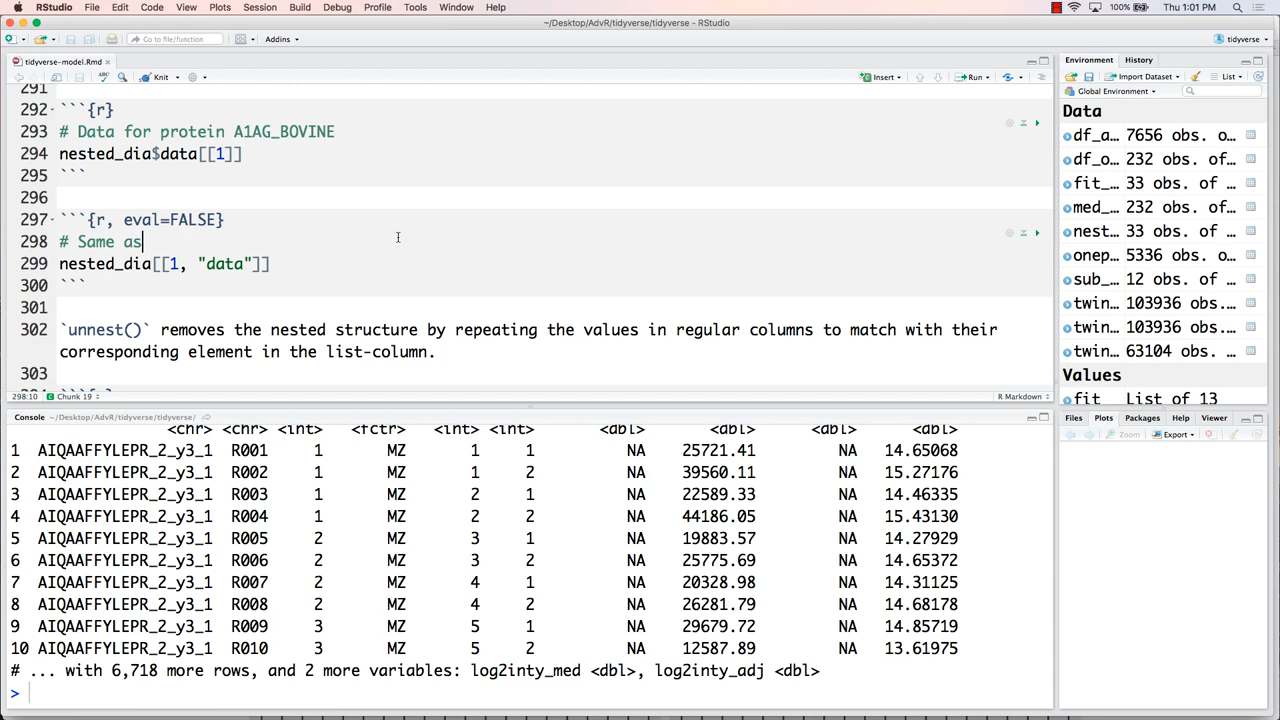 RStudio File Edit Code View Plots Session Build Debug Profile Tools Window Help 100% Thu 1:01 PM
~/Desktop/AdvR/tidyverse/tidyverse - RStudio
Go to file/function Addins tidyverse
tidyverse-model.Rmd
Knit Insert Run
291
292 ```{r}
293 # Data for protein A1AG_BOVINE
294 nested_dia$data[[1]]
295 ```
296
297 ```{r, eval=FALSE}
298 # Same as
299 nested_dia[[1, "data"]]
300 ```
301
302 `unnest()` removes the nested structure by repeating the values in regular columns to match with their
corresponding element in the list-column.
303
298:10 Chunk 19 R Markdown
Console ~/Desktop/AdvR/tidyverse/tidyverse/
<chr> <chr> <int> <fctr> <int> <int> <dbl> <dbl> <dbl> <dbl>
1 AIQAAFFYLEPR_2_y3_1 R001 1 MZ 1 1 NA 25721.41 NA 14.65068
2 AIQAAFFYLEPR_2_y3_1 R002 1 MZ 1 2 NA 39560.11 NA 15.27176
3 AIQAAFFYLEPR_2_y3_1 R003 1 MZ 2 1 NA 22589.33 NA 14.46335
4 AIQAAFFYLEPR_2_y3_1 R004 1 MZ 2 2 NA 44186.05 NA 15.43130
5 AIQAAFFYLEPR_2_y3_1 R005 2 MZ 3 1 NA 19883.57 NA 14.27929
6 AIQAAFFYLEPR_2_y3_1 R006 2 MZ 3 2 NA 25775.69 NA 14.65372
7 AIQAAFFYLEPR_2_y3_1 R007 2 MZ 4 1 NA 20328.98 NA 14.31125
8 AIQAAFFYLEPR_2_y3_1 R008 2 MZ 4 2 NA 26281.79 NA 14.68178
9 AIQAAFFYLEPR_2_y3_1 R009 3 MZ 5 1 NA 29679.72 NA 14.85719
10 AIQAAFFYLEPR_2_y3_1 R010 3 MZ 5 2 NA 12587.89 NA 13.61975
# ... with 6,718 more rows, and 2 more variables: log2inty_med <dbl>, log2inty_adj <dbl>
>
Environment History
Import Dataset List
Global Environment
Data
df_a… 7656 obs. o…
df_o… 232 obs. of…
fit_… 33 obs. of …
med_… 232 obs. of…
nest… 33 obs. of …
onep… 5336 obs. o…
sub_… 12 obs. of …
twin… 103936 obs. …
twin… 103936 obs. …
twin… 63104 obs. …
Values
fit List of 13
Files Plots Packages Help Viewer
Zoom Export